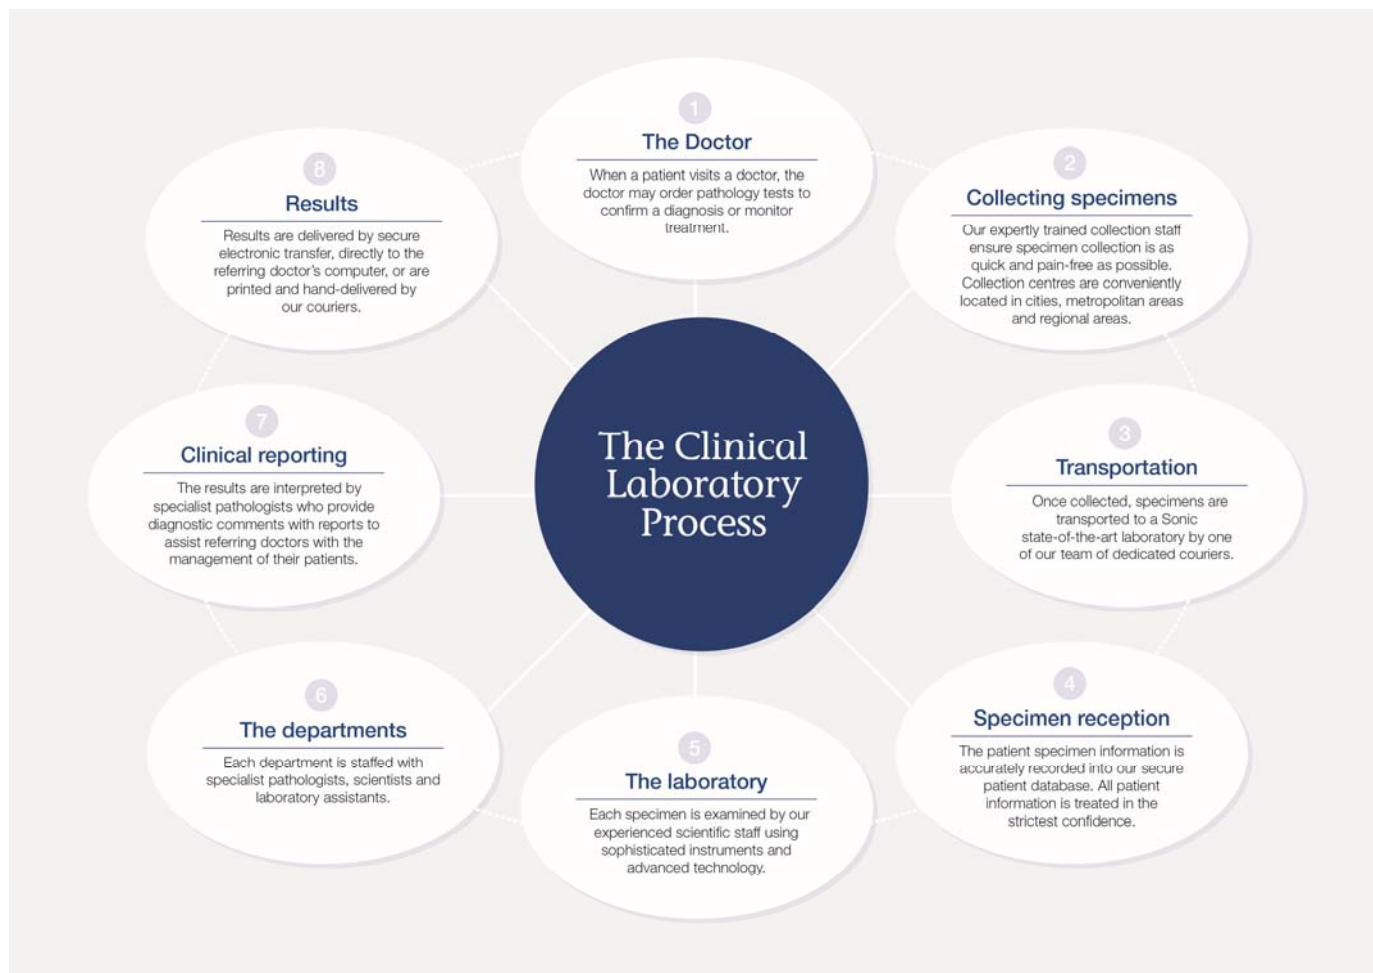 1
The Doctor
When a patient visits a doctor, the
doctor may order pathology tests to
confirm a diagnosis or monitor
treatment.
2
Collecting specimens
Our expertly trained collection staff
ensure specimen collection is as
quick and pain-free as possible.
Collection centres are conveniently
located in cities, metropolitan areas
and regional areas.
3
Transportation
Once collected, specimens are
transported to a Sonic
state-of-the-art laboratory by one
of our team of dedicated couriers.
4
Specimen reception
The patient specimen information is
accurately recorded into our secure
patient database. All patient
information is treated in the
strictest confidence.
5
The laboratory
Each specimen is examined by our
experienced scientific staff using
sophisticated instruments and
advanced technology.
6
The departments
Each department is staffed with
specialist pathologists, scientists and
laboratory assistants.
7
Clinical reporting
The results are interpreted by
specialist pathologists who provide
diagnostic comments with reports to
assist referring doctors with the
management of their patients.
8
Results
Results are delivered by secure
electronic transfer, directly to the
referring doctor's computer, or are
printed and hand-delivered by
our couriers.
The Clinical
Laboratory
Process